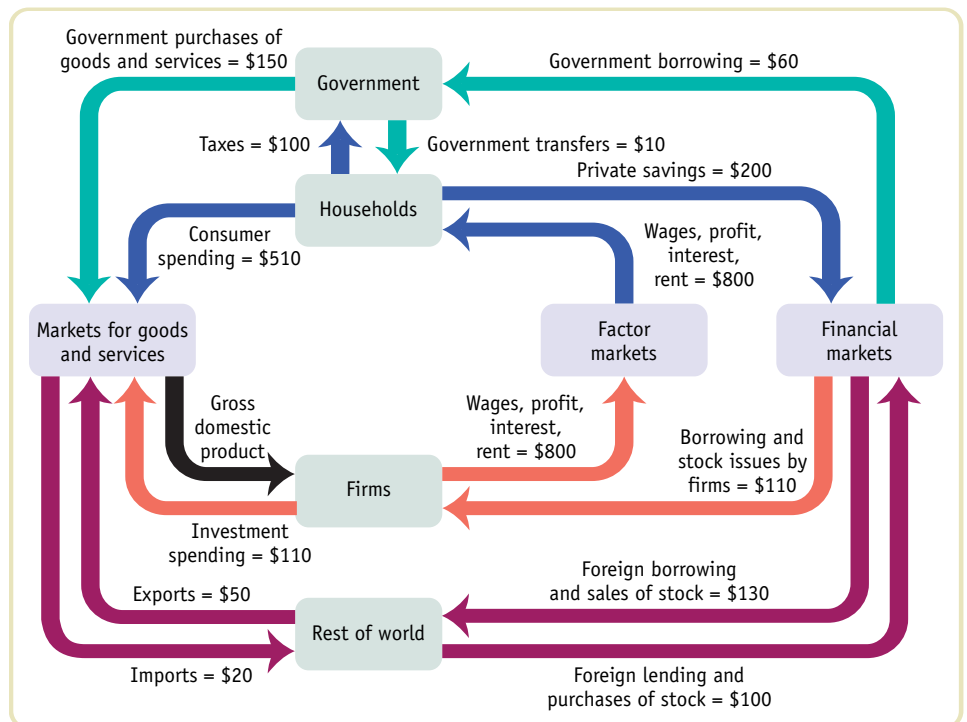 Government purchases of
goods and services = $150
Government
Government borrowing = $60
Taxes = $100
Government transfers = $10
Private savings = $200
Households
Consumer
spending = $510
Wages, profit,
interest,
rent = $800
Markets for goods
and services
Factor
markets
Financial
markets
Gross
domestic
product
Wages, profit,
interest,
rent = $800
Borrowing and
stock issues by
firms = $110
Firms
Investment
spending = $110
Exports = $50
Foreign borrowing
and sales of stock = $130
Rest of world
Imports = $20
Foreign lending and
purchases of stock = $100